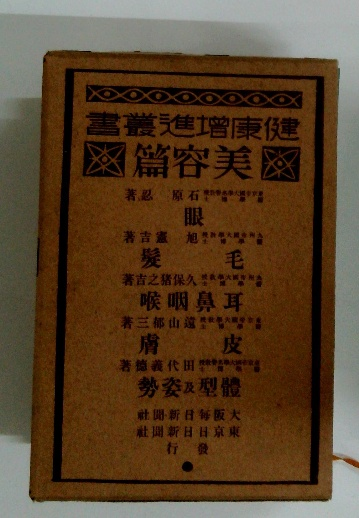 健康增進叢書
美容篇
石原 忍 著
眼
旭 憲吉 著
毛髮
久保猪之吉 著
耳鼻咽喉
遠山郁三 著
皮膚
田代義德 著
體型及姿勢
大阪每日新聞社
東京日日新聞社
發行